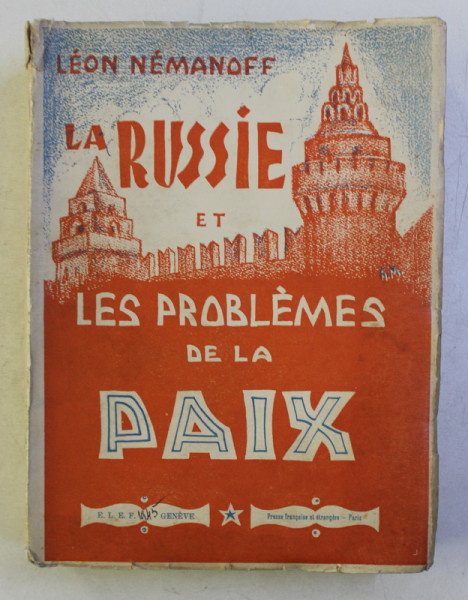 LÉON NÉMANOFF
LA RUSSIE
ET
A.M.
LES PROBLÈMES
DE LA
PAIX
E. L. E. F. GENÈVE
Presse française et étrangère — Paris